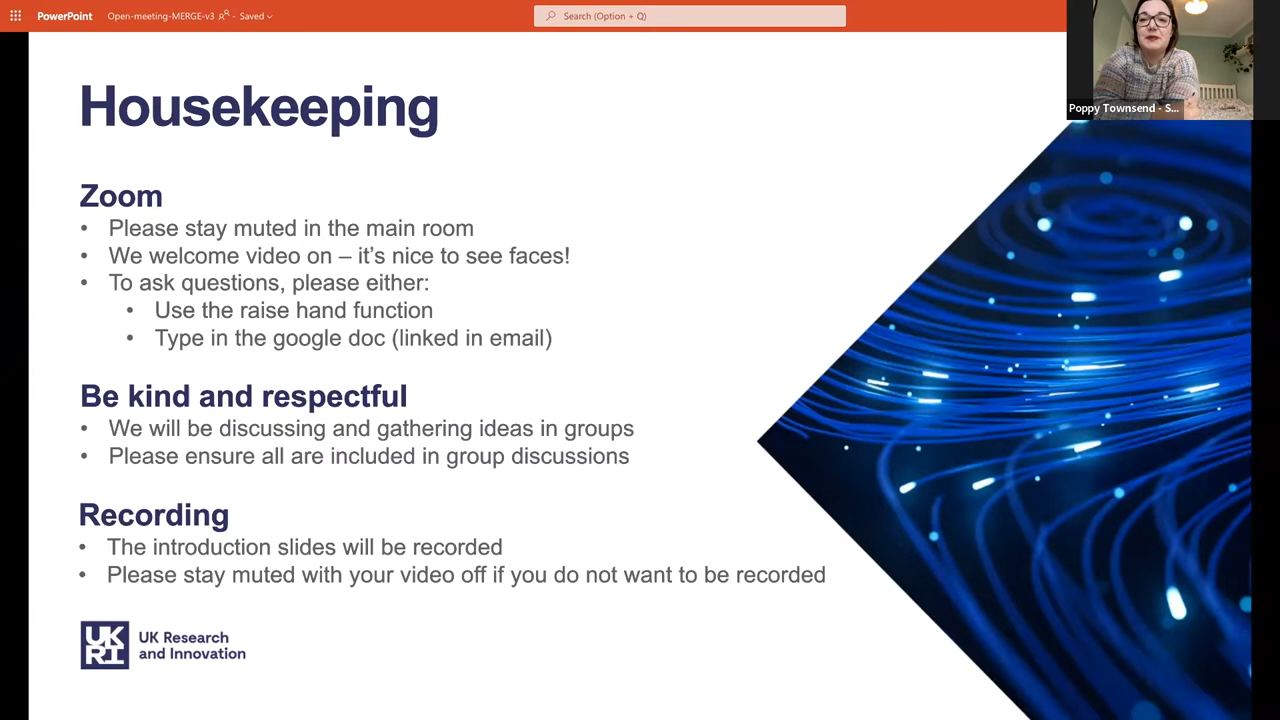 PowerPoint Open-meeting-MERGE-v3 - Saved
Search (Option + Q)
Poppy Townsend - S...
Housekeeping
Zoom
• Please stay muted in the main room
• We welcome video on – it’s nice to see faces!
• To ask questions, please either:
• Use the raise hand function
• Type in the google doc (linked in email)
Be kind and respectful
• We will be discussing and gathering ideas in groups
• Please ensure all are included in group discussions
Recording
• The introduction slides will be recorded
• Please stay muted with your video off if you do not want to be recorded
UK
RI
UK Research
and Innovation